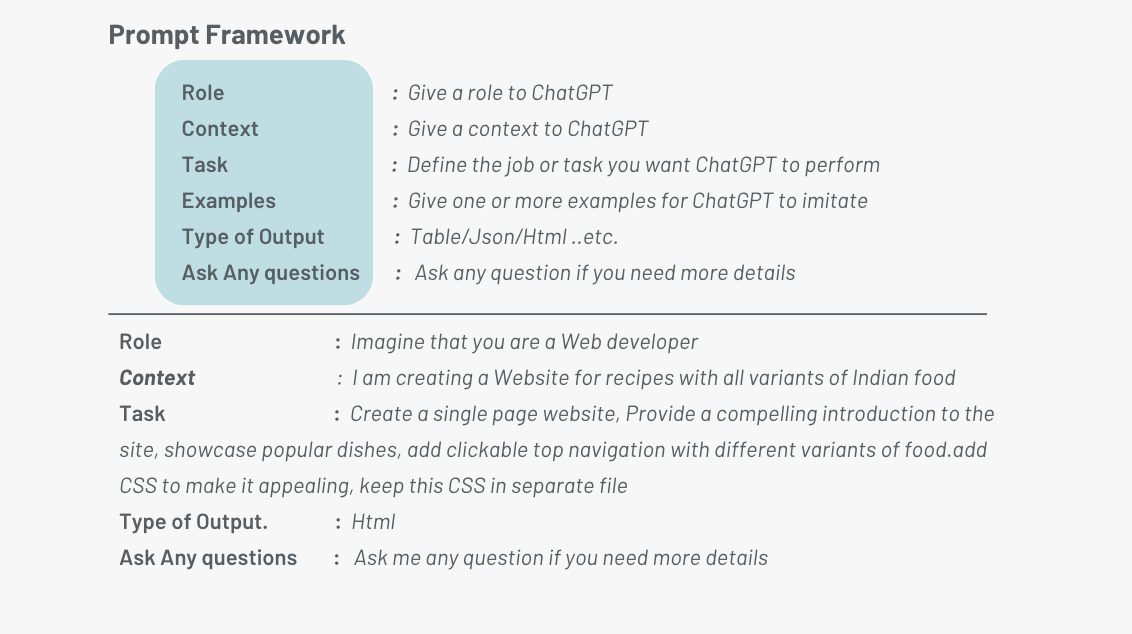 Prompt Framework
Role : Give a role to ChatGPT
Context : Give a context to ChatGPT
Task : Define the job or task you want ChatGPT to perform
Examples : Give one or more examples for ChatGPT to imitate
Type of Output : Table/Json/Html ..etc.
Ask Any questions : Ask any question if you need more details
Role : Imagine that you are a Web developer
Context : I am creating a Website for recipes with all variants of Indian food
Task : Create a single page website, Provide a compelling introduction to the
site, showcase popular dishes, add clickable top navigation with different variants of food.add
CSS to make it appealing, keep this CSS in separate file
Type of Output. : Html
Ask Any questions : Ask me any question if you need more details